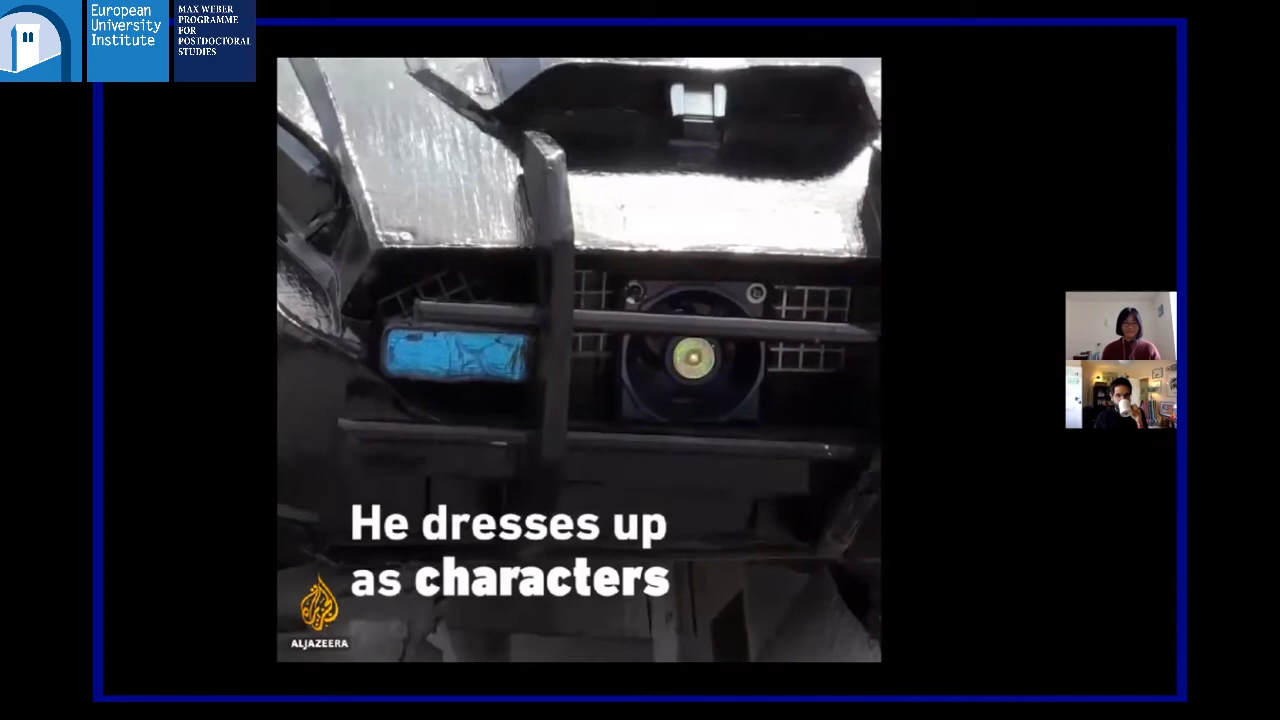 European
University
Institute
MAX WEBER
PROGRAMME
FOR
POSTDOCTORAL
STUDIES
He dresses up
as characters
ALJAZEERA